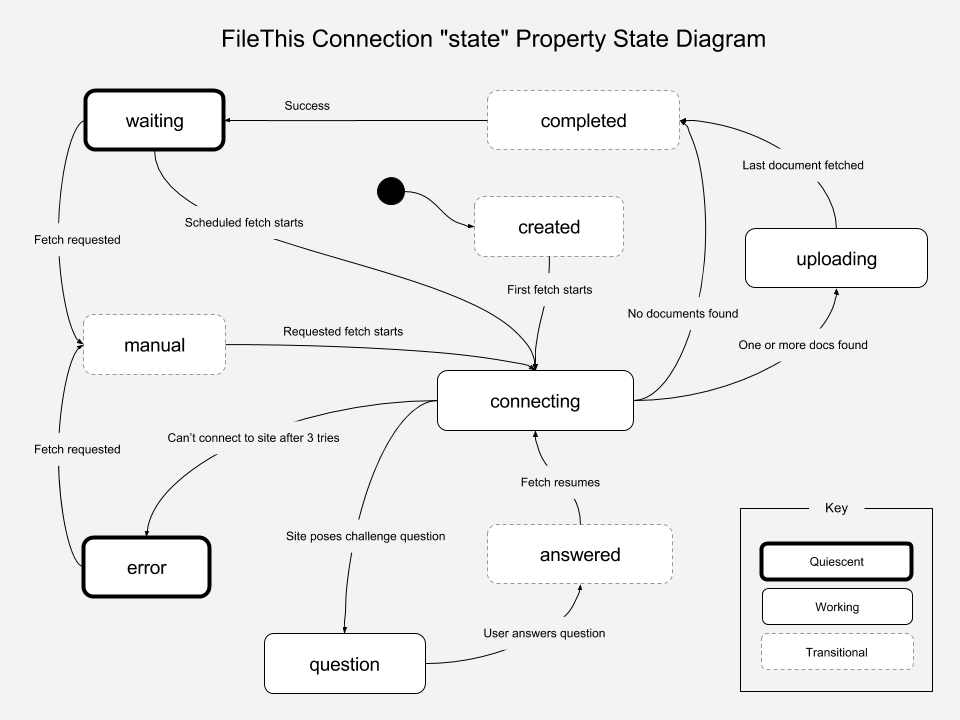 FileThis Connection "state" Property State Diagram
waiting
Success
completed
Last document fetched
Scheduled fetch starts
created
Fetch requested
uploading
First fetch starts
No documents found
Requested fetch starts
manual
One or more docs found
connecting
Can't connect to site after 3 tries
Fetch requested
Fetch resumes
Key
Site poses challenge question
answered
error
Quiescent
Working
User answers question
Transitional
question